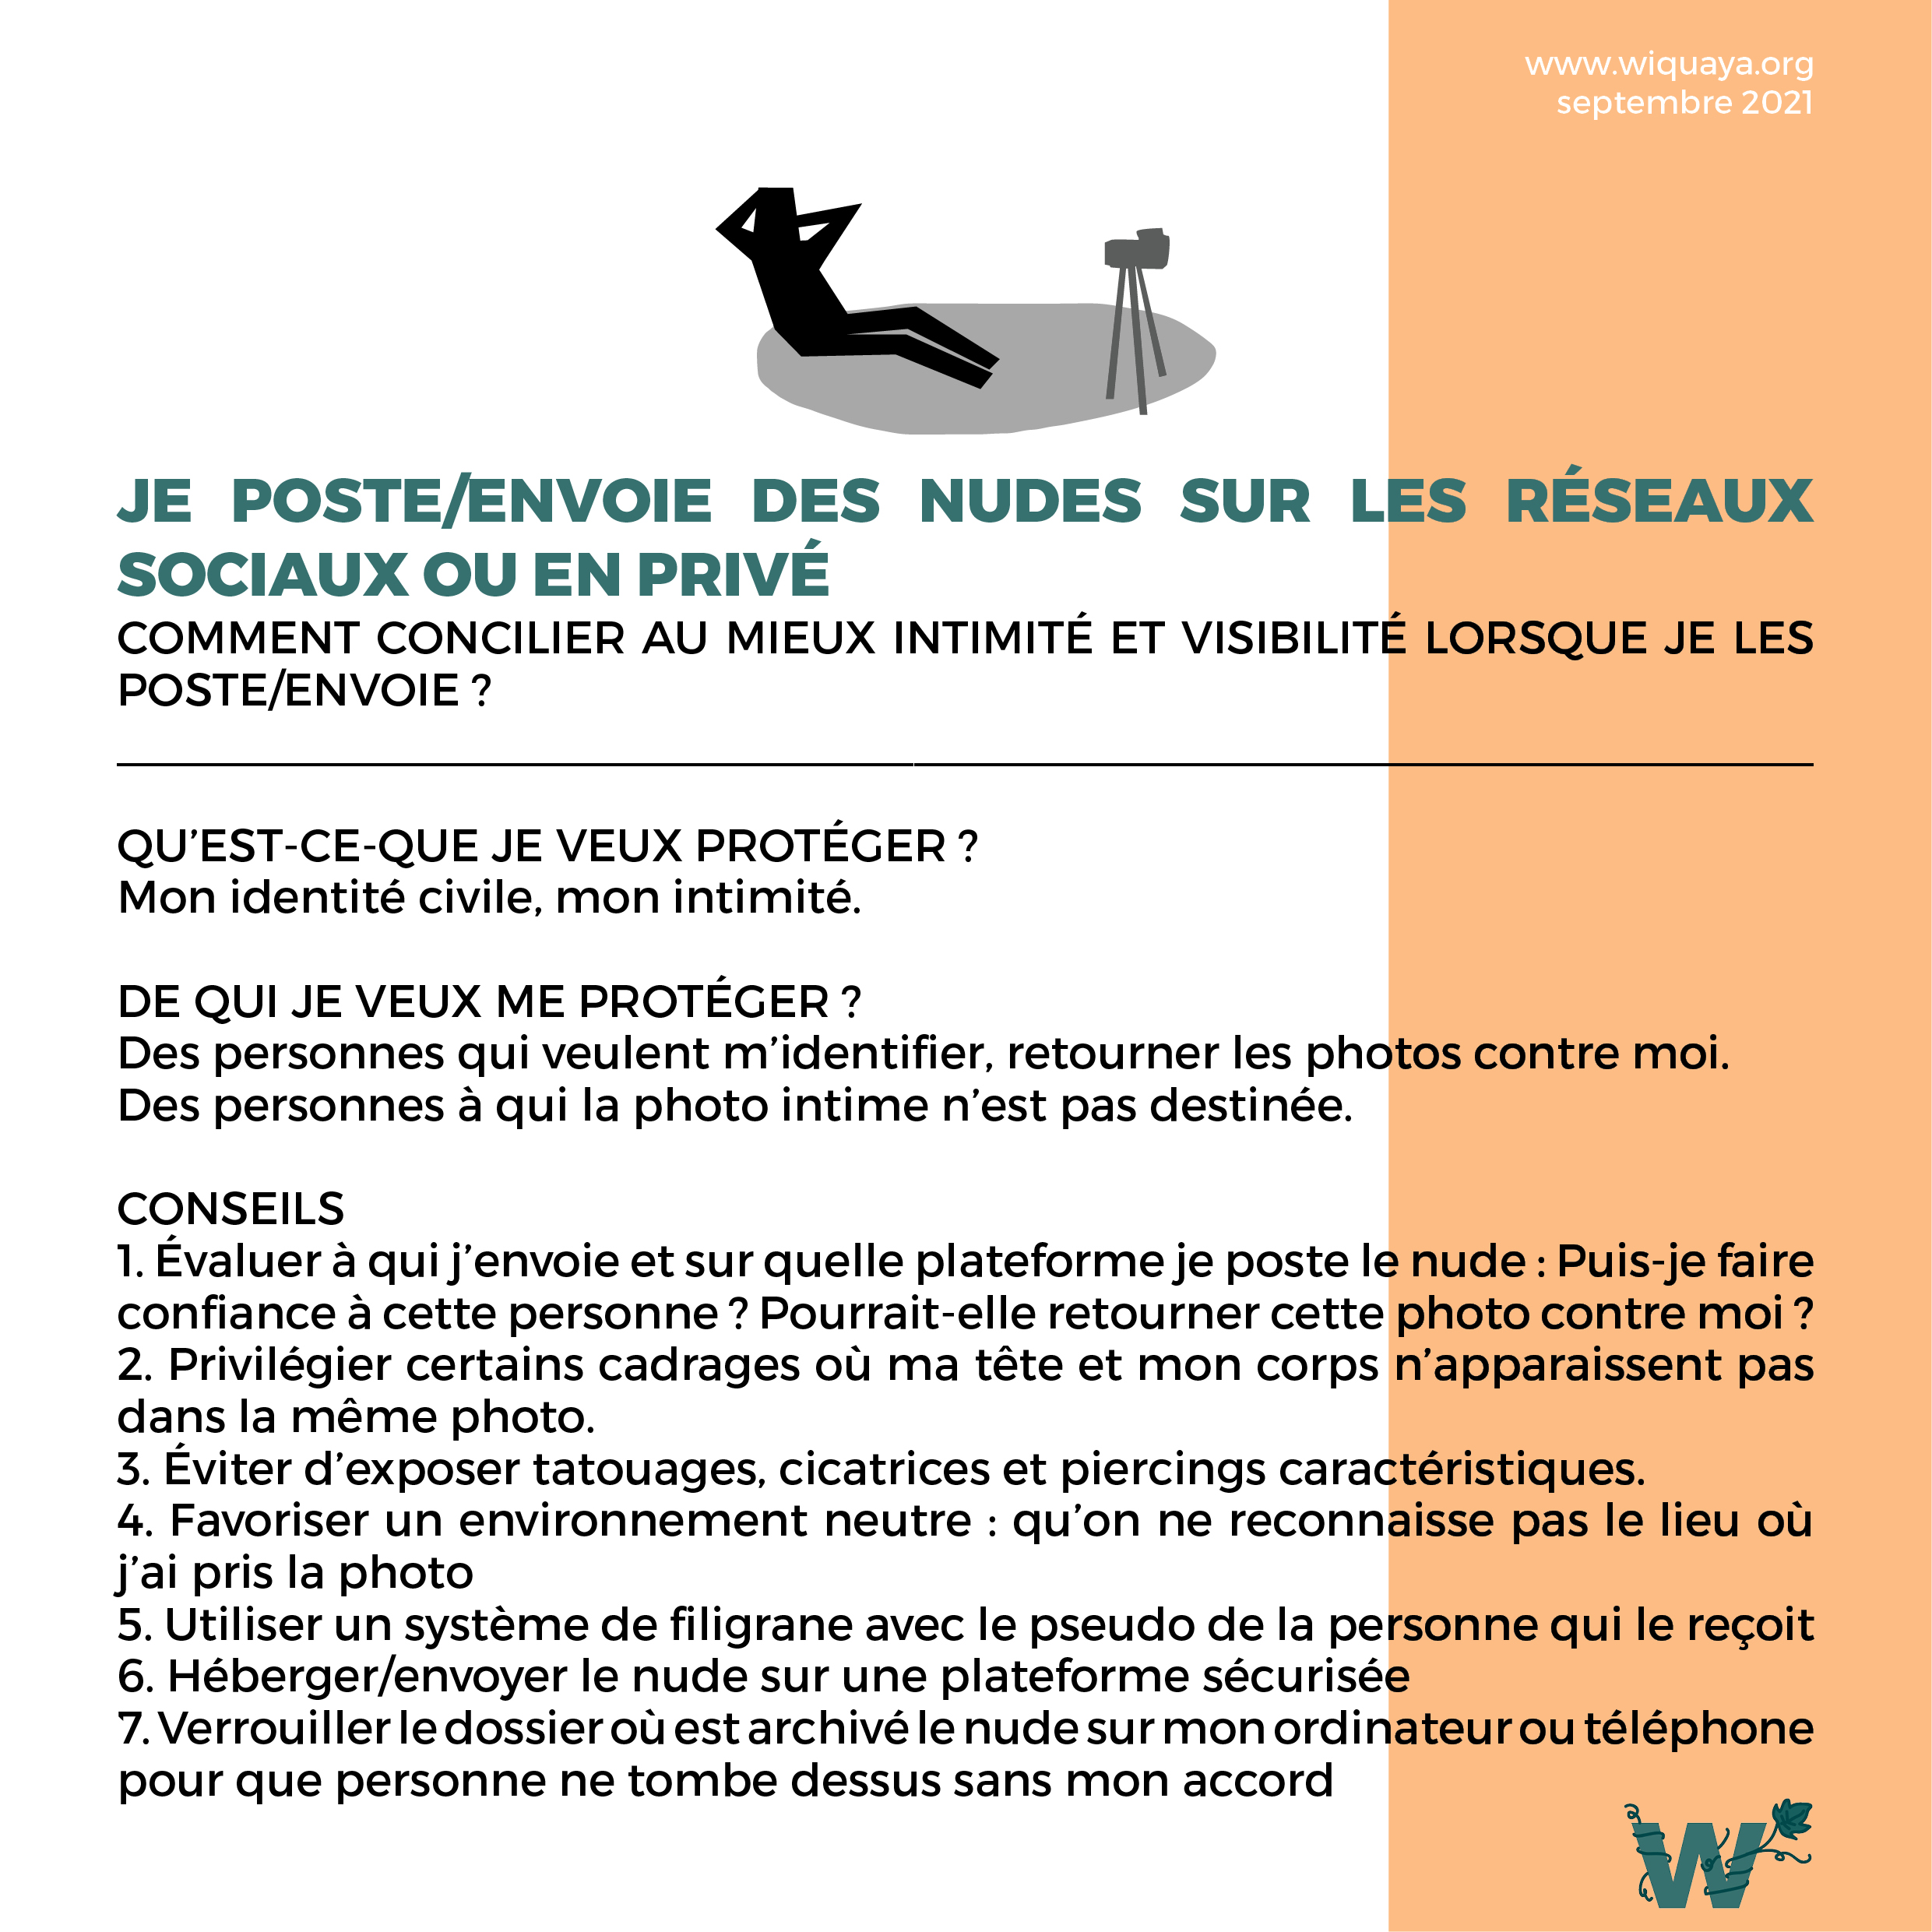 www.wiquaya.org
septembre 2021
JE POSTE/ENVOIE DES NUDES SUR LES RÉSEAUX
SOCIAUX OU EN PRIVÉ
COMMENT CONCILIER AU MIEUX INTIMITÉ ET VISIBILITÉ LORSQUE JE LES
POSTE/ENVOIE ?
QU’EST-CE-QUE JE VEUX PROTÉGER ?
Mon identité civile, mon intimité.
DE QUI JE VEUX ME PROTÉGER ?
Des personnes qui veulent m’identifier, retourner les photos contre moi.
Des personnes à qui la photo intime n’est pas destinée.
CONSEILS
1. Évaluer à qui j’envoie et sur quelle plateforme je poste le nude : Puis-je faire
confiance à cette personne ? Pourrait-elle retourner cette photo contre moi ?
2. Privilégier certains cadrages où ma tête et mon corps n’apparaissent pas
dans la même photo.
3. Éviter d’exposer tatouages, cicatrices et piercings caractéristiques.
4. Favoriser un environnement neutre : qu’on ne reconnaisse pas le lieu où
j’ai pris la photo
5. Utiliser un système de filigrane avec le pseudo de la personne qui le reçoit
6. Héberger/envoyer le nude sur une plateforme sécurisée
7. Verrouiller le dossier où est archivé le nude sur mon ordinateur ou téléphone
pour que personne ne tombe dessus sans mon accord
W